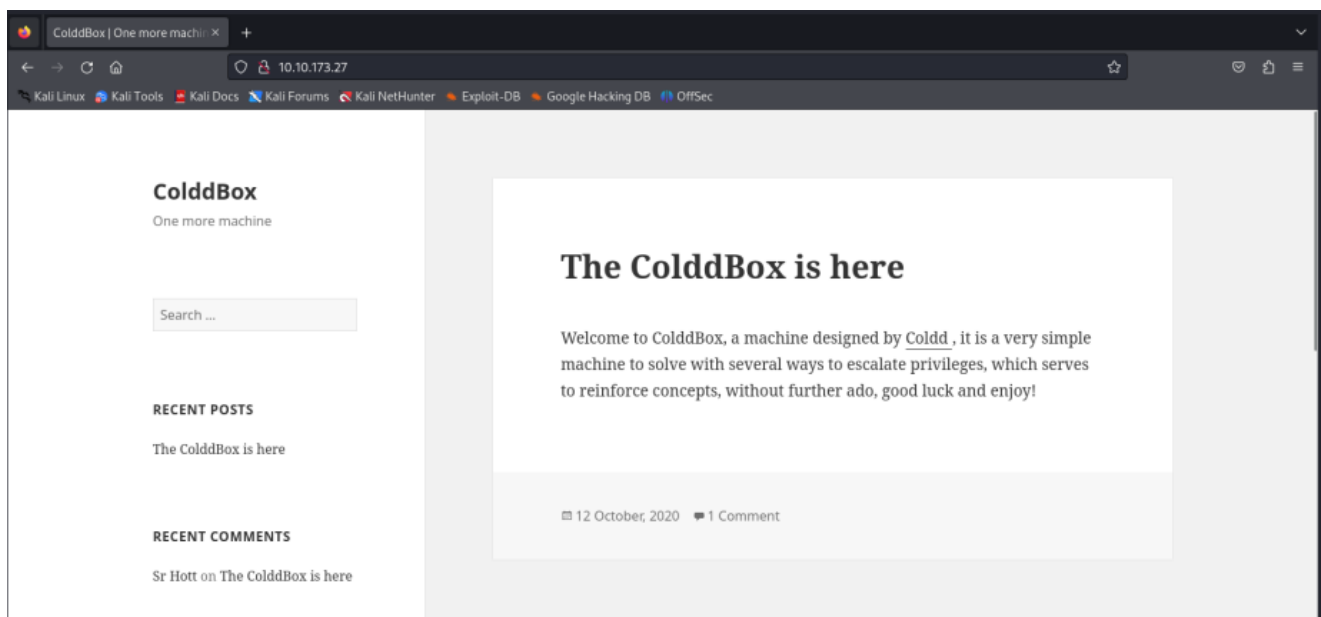 ColddBox | One more machin
10.10.173.27
Kali Linux Kali Tools Kali Docs Kali Forums Kali NetHunter Exploit-DB Google Hacking DB OffSec
ColddBox
One more machine
Search ...
RECENT POSTS
The ColddBox is here
RECENT COMMENTS
Sr Hott on The ColddBox is here
The ColddBox is here
Welcome to ColddBox, a machine designed by Coldd , it is a very simple
machine to solve with several ways to escalate privileges, which serves
to reinforce concepts, without further ado, good luck and enjoy!
12 October, 2020 1 Comment